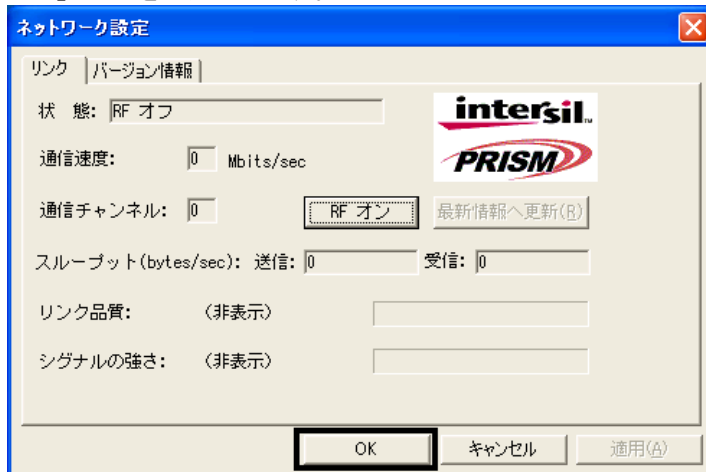 ネットワーク設定
リンク バージョン情報
状 態: RF オフ
intersil™
通信速度: 0 Mbits/sec
PRISM
通信チャンネル: 0 RF オン 最新情報へ更新(R)
スループット(bytes/sec): 送信: 0 受信: 0
リンク品質: (非表示)
シグナルの強さ: (非表示)
OK キャンセル 適用(A)